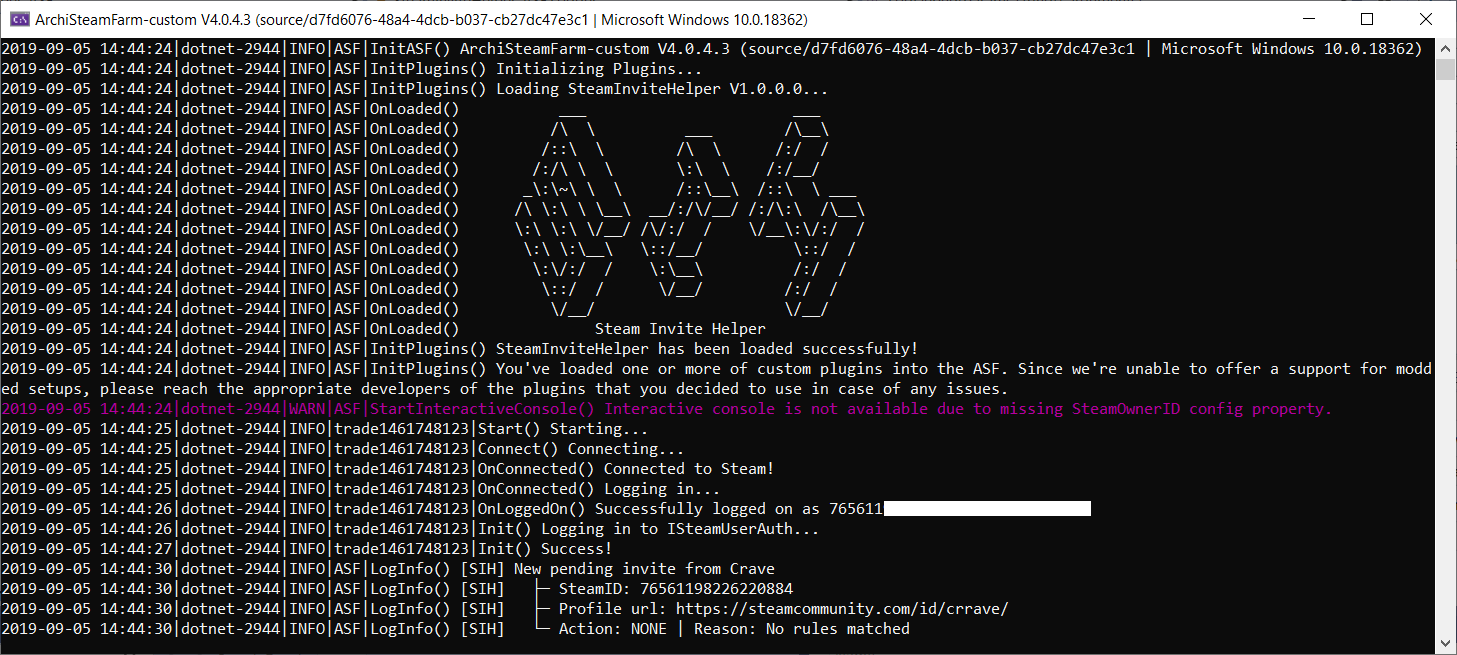 ArchiSteamFarm-custom V4.0.4.3 (source/d7fd6076-48a4-4dcb-b037-cb27dc47e3c1 | Microsoft Windows 10.0.18362)
2019-09-05 14:44:24|dotnet-2944|INFO|ASF|InitASF() ArchiSteamFarm-custom V4.0.4.3 (source/d7fd6076-48a4-4dcb-b037-cb27dc47e3c1 | Microsoft Windows 10.0.18362)
2019-09-05 14:44:24|dotnet-2944|INFO|ASF|InitPlugins() Initializing Plugins...
2019-09-05 14:44:24|dotnet-2944|INFO|ASF|InitPlugins() Loading SteamInviteHelper V1.0.0.0...
2019-09-05 14:44:24|dotnet-2944|INFO|ASF|OnLoaded()            ___                       ___
2019-09-05 14:44:24|dotnet-2944|INFO|ASF|OnLoaded()           /\  \          ___        /\__\
2019-09-05 14:44:24|dotnet-2944|INFO|ASF|OnLoaded()          /::\  \        /\  \      /:/  /
2019-09-05 14:44:24|dotnet-2944|INFO|ASF|OnLoaded()         /:/\ \  \       \:\  \    /:/__/
2019-09-05 14:44:24|dotnet-2944|INFO|ASF|OnLoaded()        _\:\~\ \  \      /::\__\  /::\  \ ___
2019-09-05 14:44:24|dotnet-2944|INFO|ASF|OnLoaded()       /\ \:\ \ \__\  __/:/\/__/ /:/\:\  /\__\
2019-09-05 14:44:24|dotnet-2944|INFO|ASF|OnLoaded()       \:\ \:\ \/__/ /\/:/  /    \/__\:\/:/  /
2019-09-05 14:44:24|dotnet-2944|INFO|ASF|OnLoaded()        \:\ \:\__\   \::/__/          \::/  /
2019-09-05 14:44:24|dotnet-2944|INFO|ASF|OnLoaded()         \:\/:/  /    \:\__\          /:/  /
2019-09-05 14:44:24|dotnet-2944|INFO|ASF|OnLoaded()          \::/  /      \/__/         /:/  /
2019-09-05 14:44:24|dotnet-2944|INFO|ASF|OnLoaded()           \/__/                     \/__/
2019-09-05 14:44:24|dotnet-2944|INFO|ASF|OnLoaded()                Steam Invite Helper
2019-09-05 14:44:24|dotnet-2944|INFO|ASF|InitPlugins() SteamInviteHelper has been loaded successfully!
2019-09-05 14:44:24|dotnet-2944|INFO|ASF|InitPlugins() You've loaded one or more of custom plugins into the ASF. Since we're unable to offer a support for modd
ed setups, please reach the appropriate developers of the plugins that you decided to use in case of any issues.
2019-09-05 14:44:24|dotnet-2944|WARN|ASF|StartInteractiveConsole() Interactive console is not available due to missing SteamOwnerID config property.
2019-09-05 14:44:25|dotnet-2944|INFO|trade1461748123|Start() Starting...
2019-09-05 14:44:25|dotnet-2944|INFO|trade1461748123|Connect() Connecting...
2019-09-05 14:44:25|dotnet-2944|INFO|trade1461748123|OnConnected() Connected to Steam!
2019-09-05 14:44:25|dotnet-2944|INFO|trade1461748123|OnConnected() Logging in...
2019-09-05 14:44:26|dotnet-2944|INFO|trade1461748123|OnLoggedOn() Successfully logged on as 765611
2019-09-05 14:44:26|dotnet-2944|INFO|trade1461748123|Init() Logging in to ISteamUserAuth...
2019-09-05 14:44:27|dotnet-2944|INFO|trade1461748123|Init() Success!
2019-09-05 14:44:30|dotnet-2944|INFO|ASF|LogInfo() [SIH] New pending invite from Crave
2019-09-05 14:44:30|dotnet-2944|INFO|ASF|LogInfo() [SIH]   ├─ SteamID: 76561198226220884
2019-09-05 14:44:30|dotnet-2944|INFO|ASF|LogInfo() [SIH]   ├─ Profile url: https://steamcommunity.com/id/crrave/
2019-09-05 14:44:30|dotnet-2944|INFO|ASF|LogInfo() [SIH]   └─ Action: NONE | Reason: No rules matched